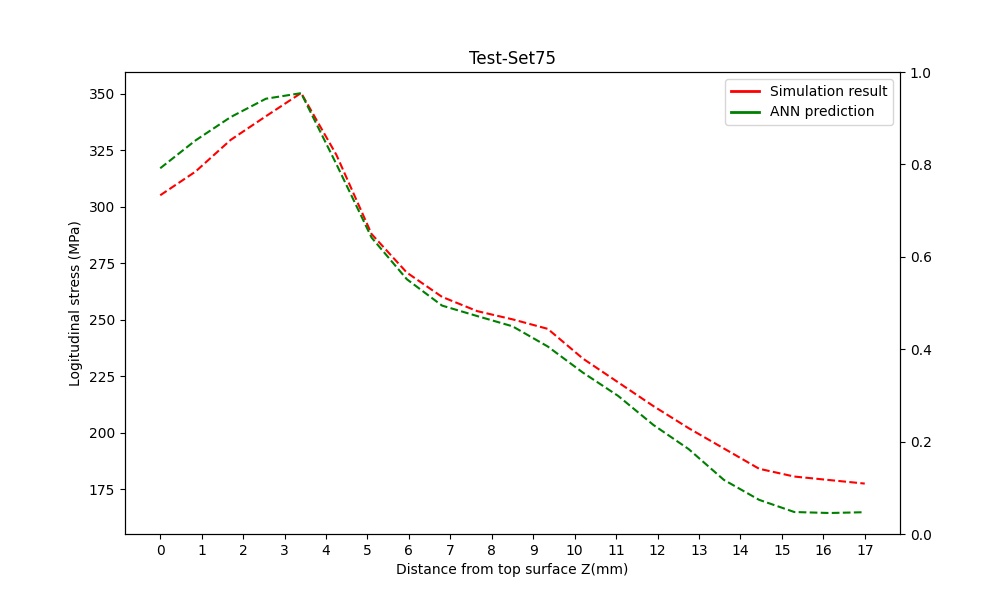 Test-Set75
Simulation result
ANN prediction
350
325
300
275
250
225
200
175
Logitudinal stress (MPa)
1.0
0.8
0.6
0.4
0.2
0.0
0 1 2 3 4 5 6 7 8 9 10 11 12 13 14 15 16 17
Distance from top surface Z(mm)